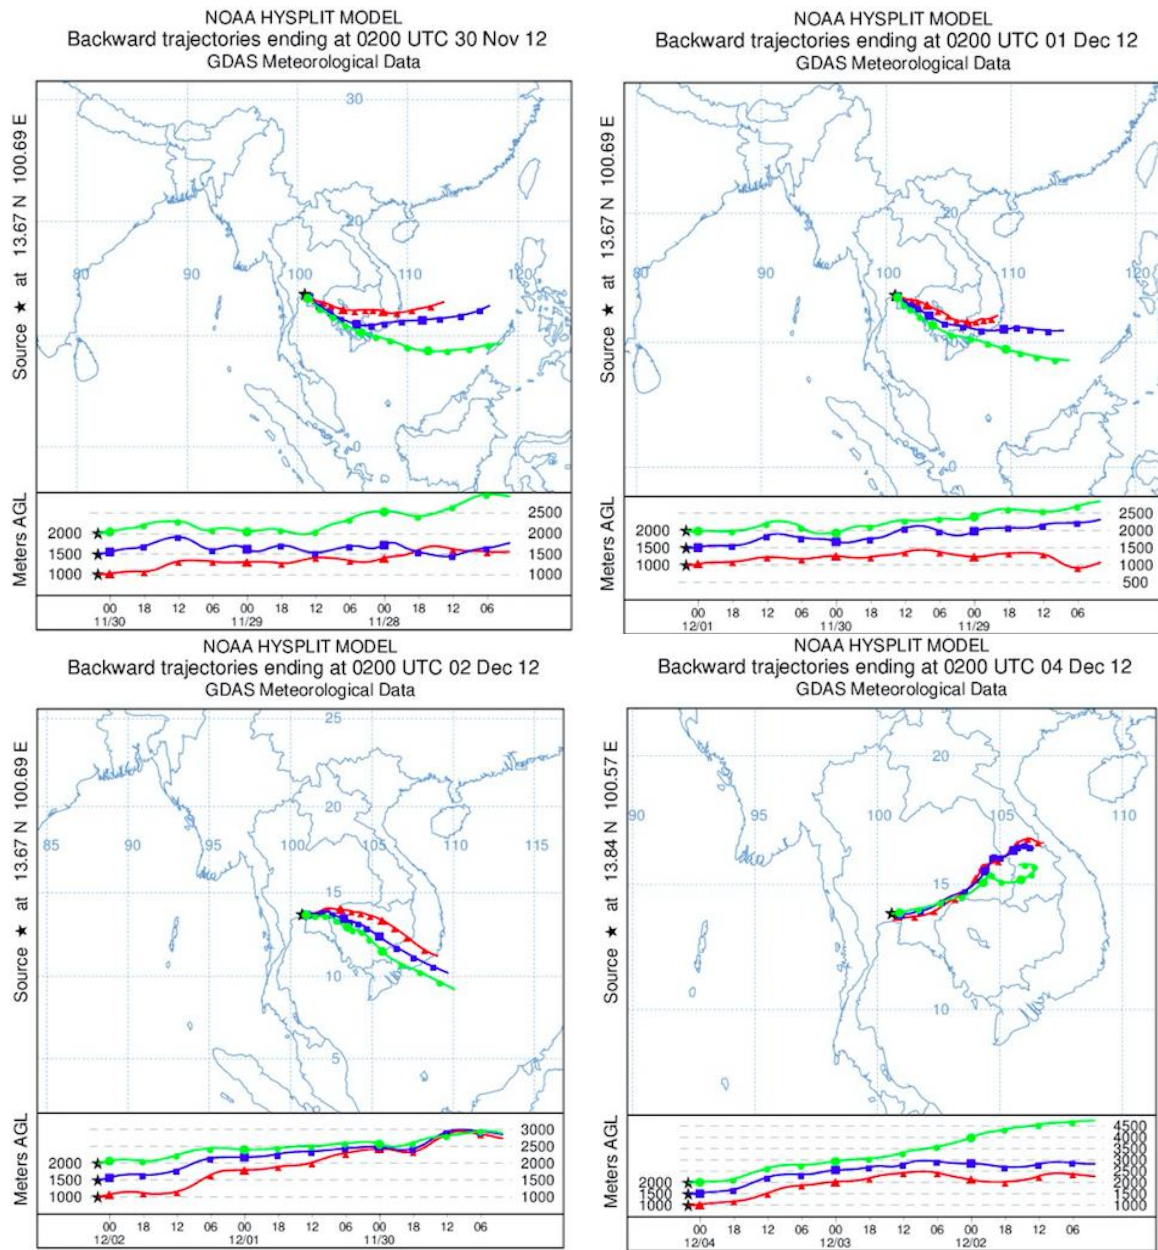 NOAA HYSPLIT MODEL
Backward trajectories ending at 0200 UTC 30 Nov 12
GDAS Meteorological Data
Source ★ at 13.67 N 100.69 E
30
20
80
90
100
110
120
0
Meters AGL
2500
2000
2000
1500
1500
1000
1000
00 18 12 06 00 18 12 06 00 18 12 06
11/30 11/29 11/28
NOAA HYSPLIT MODEL
Backward trajectories ending at 0200 UTC 01 Dec 12
GDAS Meteorological Data
Source ★ at 13.67 N 100.69 E
20
80
90
100
110
120
0
Meters AGL
2500
2000
2000
1500
1500
1000
1000
500
00 18 12 06 00 18 12 06 00 18 12 06
12/01 11/30 11/29
NOAA HYSPLIT MODEL
Backward trajectories ending at 0200 UTC 02 Dec 12
GDAS Meteorological Data
Source ★ at 13.67 N 100.69 E
25
20
85
90
95
100
105
110
115
15
10
5
Meters AGL
3000
2500
2000
2000
1500
1500
1000
1000
00 18 12 06 00 18 12 06 00 18 12 06
12/02 12/01 11/30
NOAA HYSPLIT MODEL
Backward trajectories ending at 0200 UTC 04 Dec 12
GDAS Meteorological Data
Source ★ at 13.84 N 100.57 E
20
90
95
100
105
110
15
10
Meters AGL
4500
4000
3500
3000
2500
2000
2000
1500
1500
1000
1000
00 18 12 06 00 18 12 06 00 18 12 06
12/04 12/03 12/02